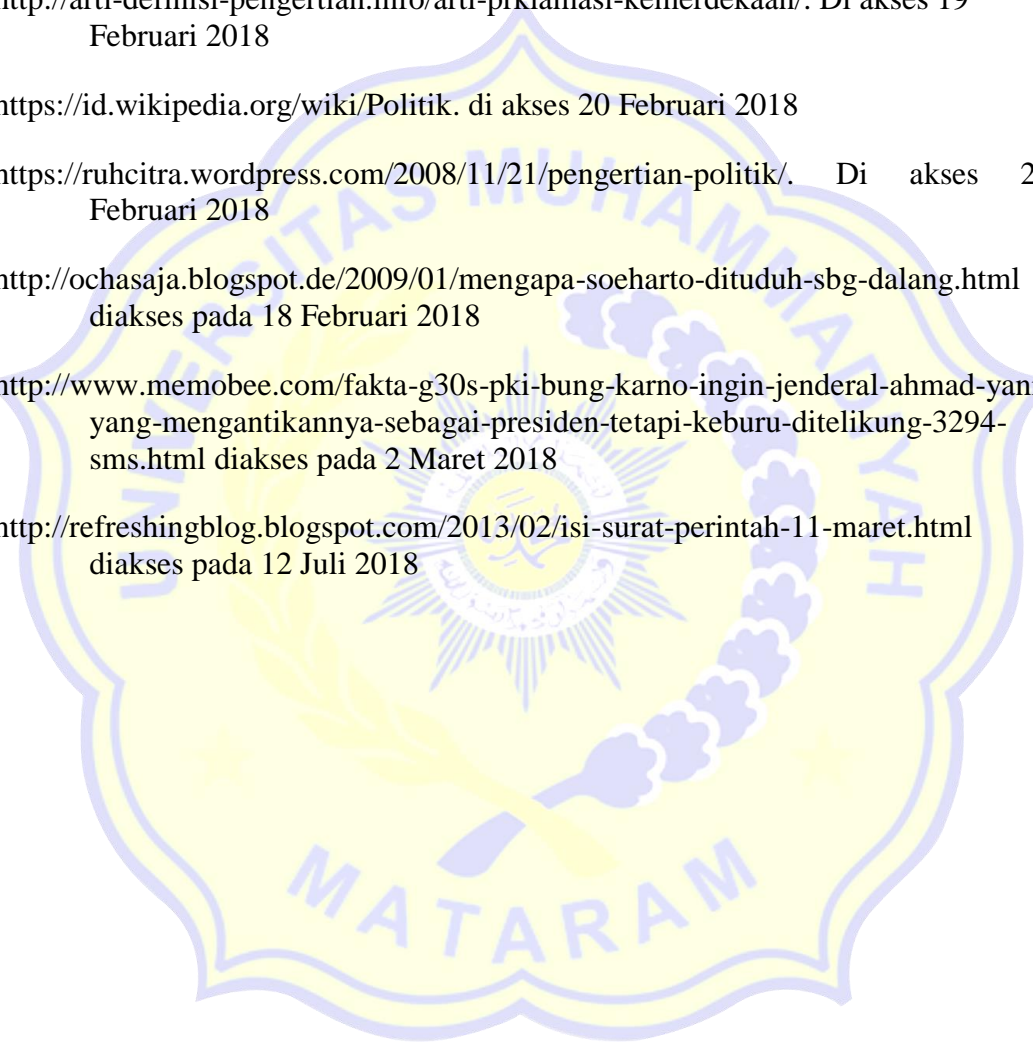 http://arti-definisi-pengertian.info/arti-prklamasi-kemerdekaan/. Di akses 19
Februari 2018
https://id.wikipedia.org/wiki/Politik. di akses 20 Februari 2018
https://ruhcitra.wordpress.com/2008/11/21/pengertian-politik/. Di akses 2
Februari 2018
http://ochasaja.blogspot.de/2009/01/mengapa-soeharto-dituduh-sbg-dalang.html
diakses pada 18 Februari 2018
http://www.memobee.com/fakta-g30s-pki-bung-karno-ingin-jenderal-ahmad-yani
yang-mengantikannya-sebagai-presiden-tetapi-keburu-ditelikung-3294-
sms.html diakses pada 2 Maret 2018
http://refreshingblog.blogspot.com/2013/02/isi-surat-perintah-11-maret.html
diakses pada 12 Juli 2018
UNIVERSITAS MUHAMMADIYAH
MATARAM